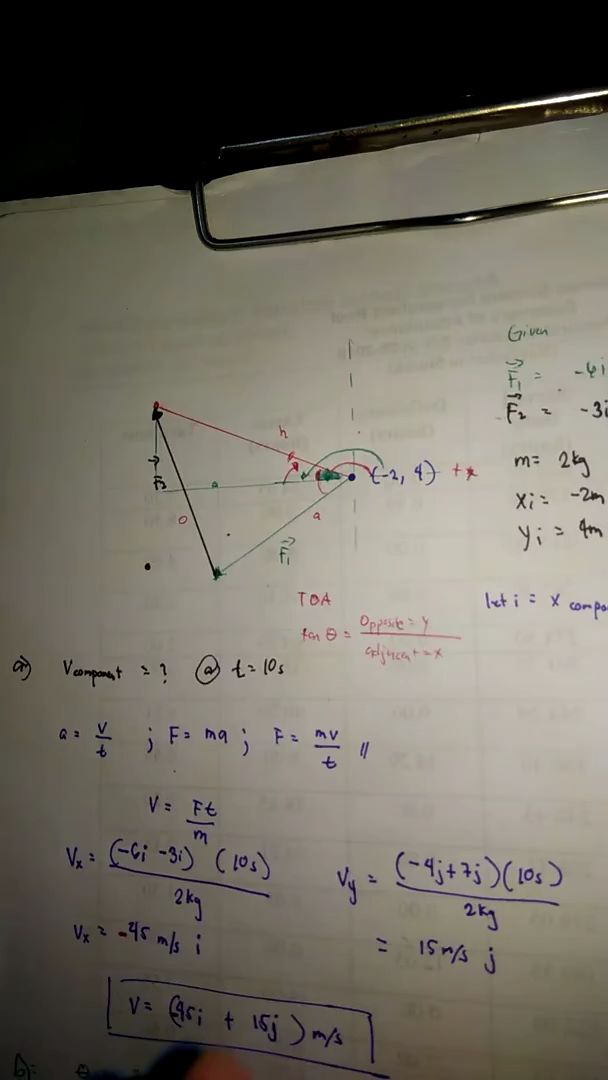 Given
F₁ = -6i
F₂ = -3i
m = 2kg
xi = -2m
yi = 4m
let i = x compo
h
(-2, 4) + x
F₂
a
o
a
F₁
TOA
tan θ = Opposite = y / adjacent = x
a) Vcomponent = ? @ t = 10s
a = V/t ; F = ma ; F = mv/t //
V = Ft/m
Vx = (-6i -3i) (10s) / 2kg
Vy = (-4j+7j)(10s) / 2kg
Vx = -45 m/s i
= 15 m/s j
V = (-45i + 15j) m/s
b):